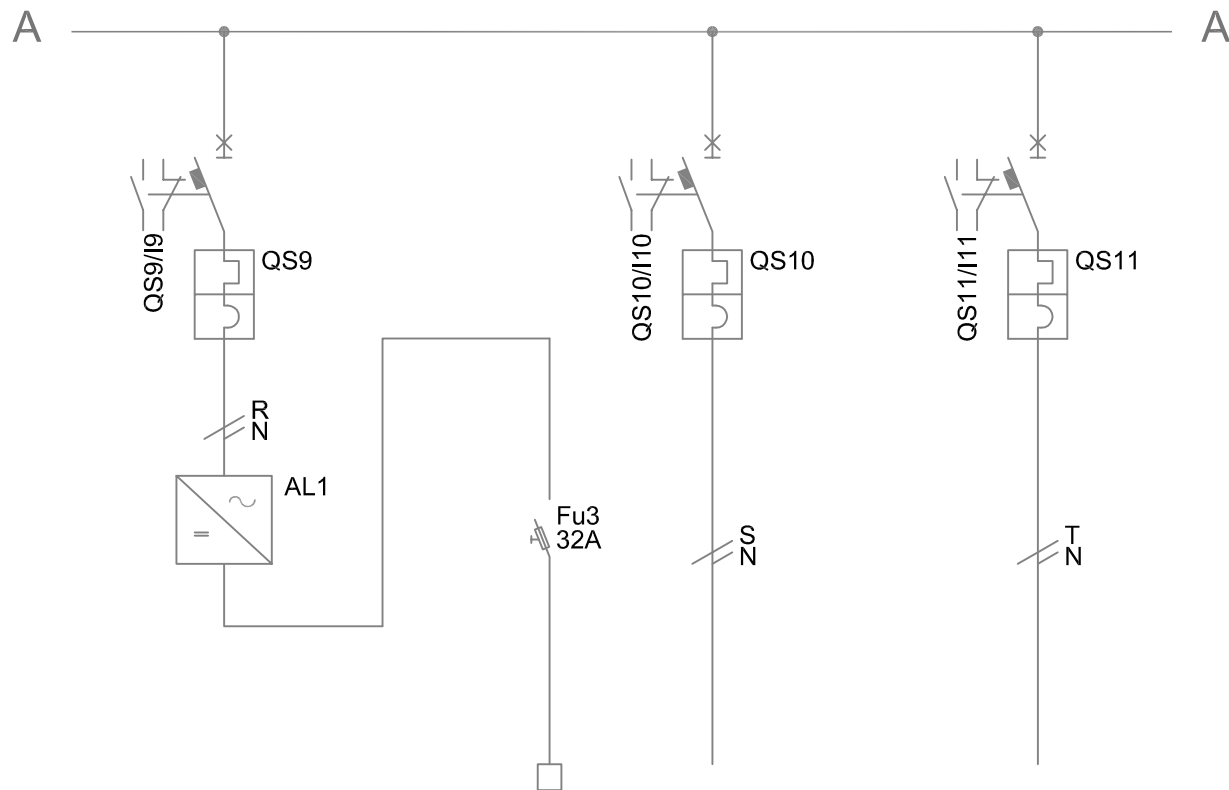 A
A
QS9/I9
QS9
QS10/I10
QS10
QS11/I11
QS11
R
N
AL1
Fu3
32A
S
N
T
N